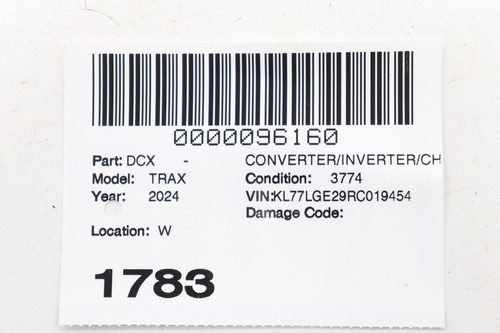 0000096160
Part: DCX - CONVERTER/INVERTER/CH
Model: TRAX Condition: 3774
Year: 2024 VIN:KL77LGE29RC019454
Damage Code:
Location: W
1783